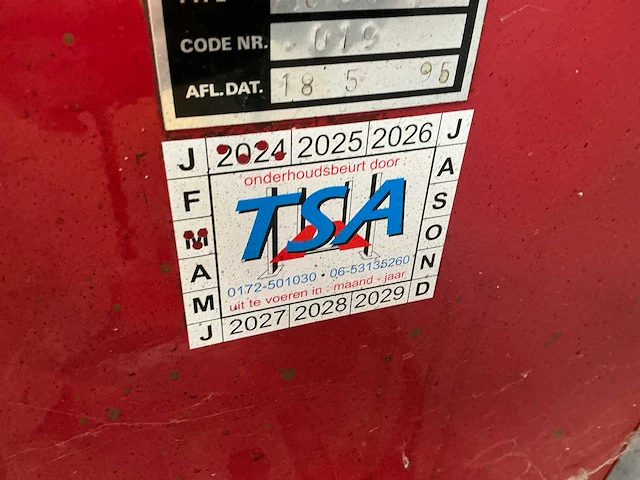 CODE NR. 019
AFL. DAT. 18 5 95
J 2024 2025 2026 J
onderhoudsbeurt door:
F A
TSA
M S
A O
0172-501030 • 06-53135260
M N
uit te voeren in : maand - jaar
J 2027 2028 2029 D